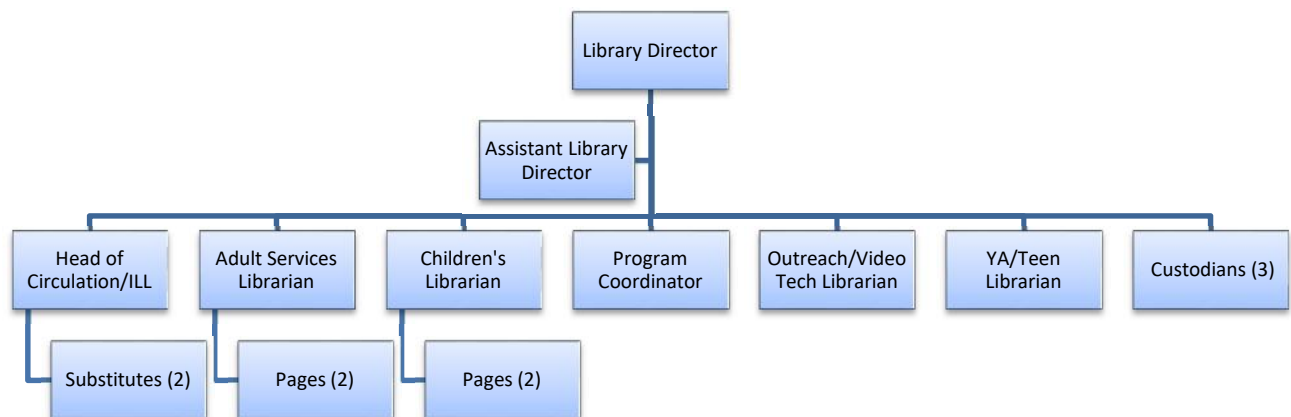 Library Director
Assistant Library
Director
Head of
Circulation/ILL
Adult Services
Librarian
Children's
Librarian
Program
Coordinator
Outreach/Video
Tech Librarian
YA/Teen
Librarian
Custodians (3)
Substitutes (2)
Pages (2)
Pages (2)